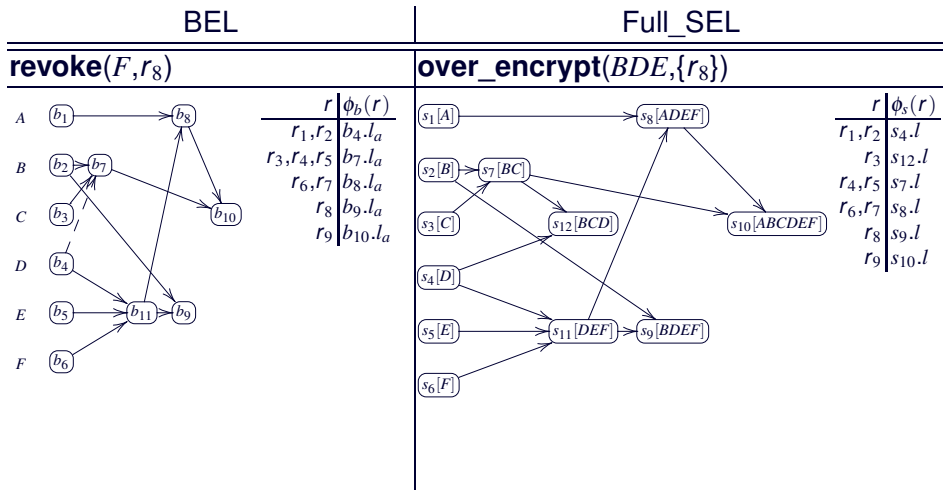 BEL Full_SEL
revoke(F,r₈) over_encrypt(BDE,{r₈})
r ϕb(r)
r₁,r₂ b₄.lₐ
r₃,r₄,r₅ b₇.lₐ
r₆,r₇ b₈.lₐ
r₈ b₉.lₐ
r₉ b₁₀.lₐ
A b₁ b₈
B b₂ b₇
C b₃ b₁₀
D b₄
E b₅ b₁₁ b₉
F b₆
r ϕs(r)
r₁,r₂ s₄.l
r₃ s₁₂.l
r₄,r₅ s₇.l
r₆,r₇ s₈.l
r₈ s₉.l
r₉ s₁₀.l
s₁[A] s₈[ADEF]
s₂[B] s₇[BC]
s₃[C] s₁₂[BCD] s₁₀[ABCDEF]
s₄[D]
s₅[E] s₁₁[DEF] s₉[BDEF]
s₆[F]